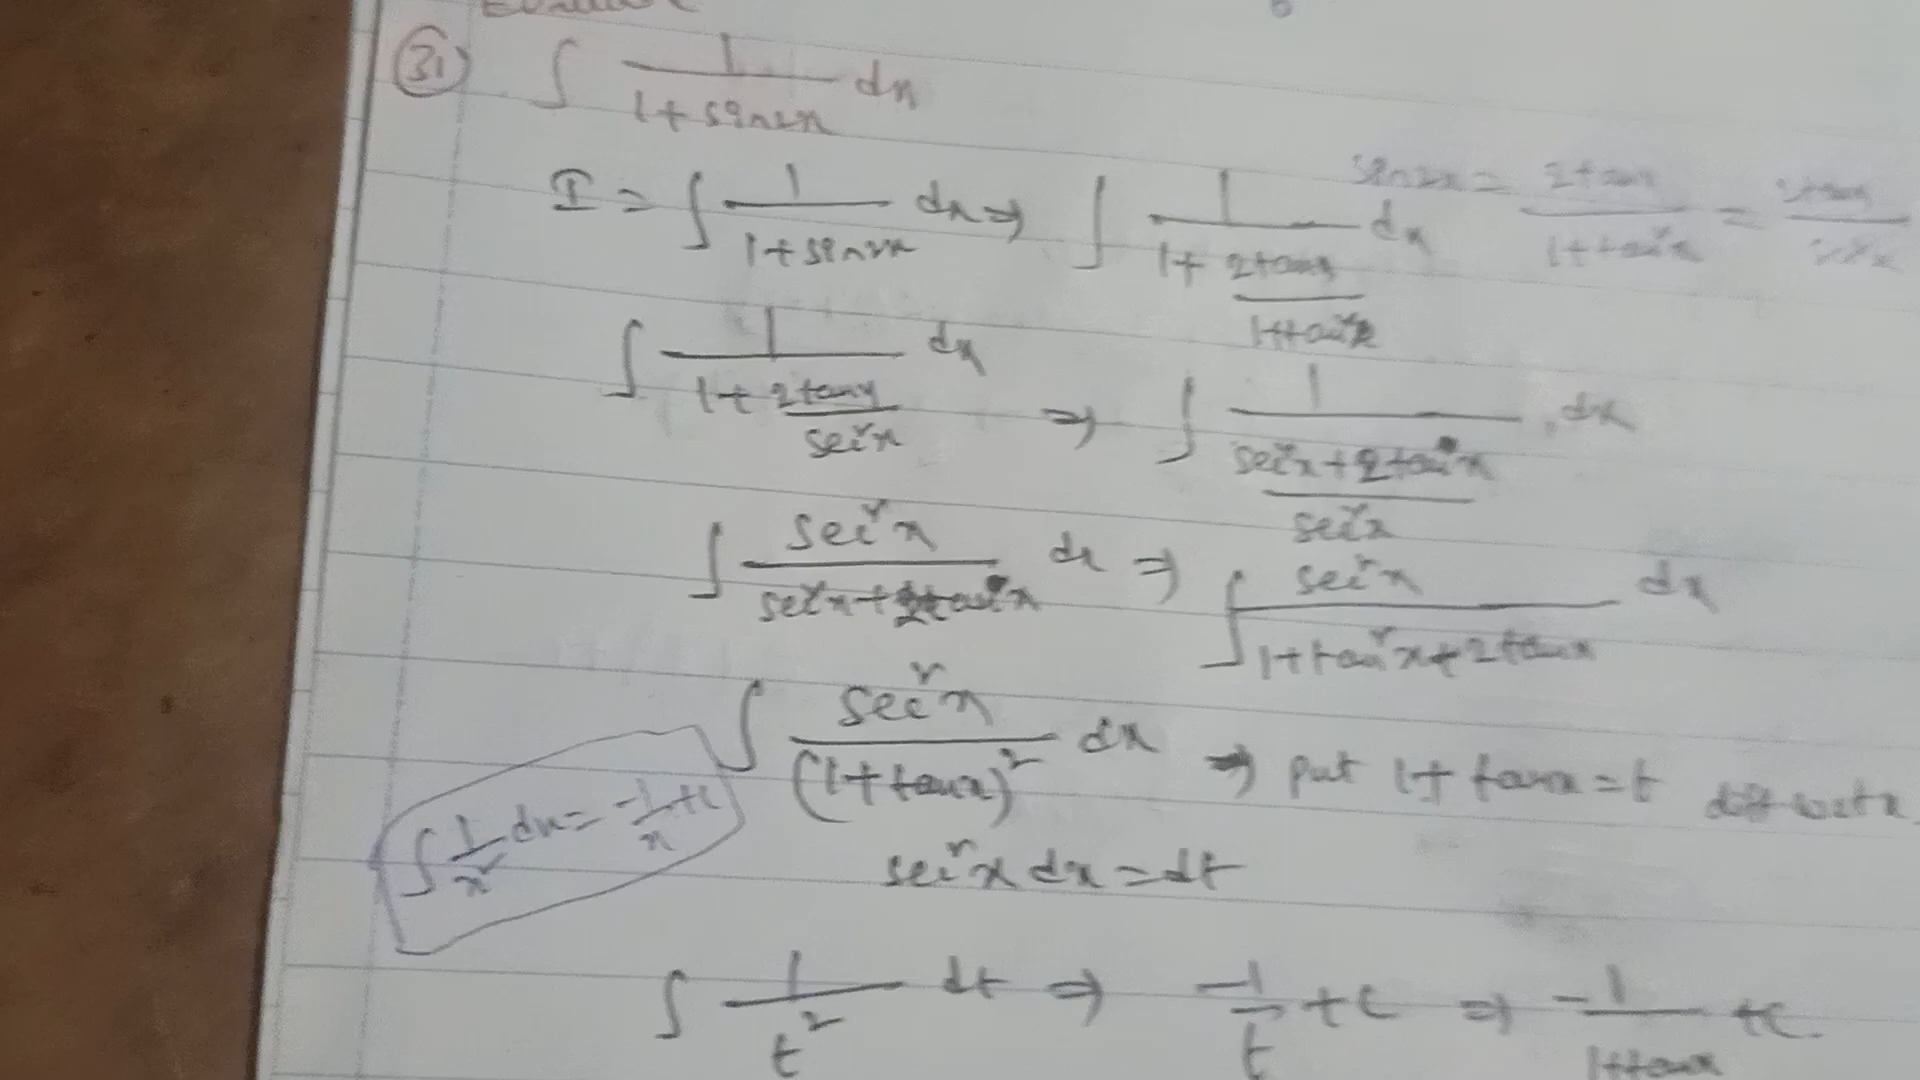 Evaluate
31 ∫ 1/(1+sin2x) dx
I = ∫ 1/(1+sin2x) dx ⇒ ∫ 1/(1+ 2tanx/(1+tan²x)) dx
sin2x = 2tanx/(1+tan²x) = 2tanx/sec²x
∫ 1/(1+ 2tanx/sec²x) dx ⇒ ∫ 1/((sec²x+2tanx)/sec²x) . dx
∫ sec²x/(sec²x+2tanx) dx ⇒ ∫ sec²x/(1+tan²x+2tanx) dx
∫ sec²x/(1+tanx)² dx ⇒ put 1+tanx=t diff w.r.t x
∫ 1/x² dx = -1/x +c
sec²x dx = dt
∫ 1/t² dt ⇒ -1/t +c ⇒ -1/(1+tanx) +c.